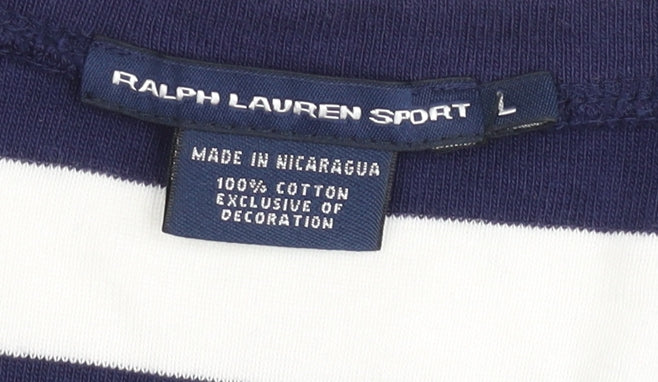 RALPH LAUREN SPORT L
MADE IN NICARAGUA
100% COTTON
EXCLUSIVE OF
DECORATION